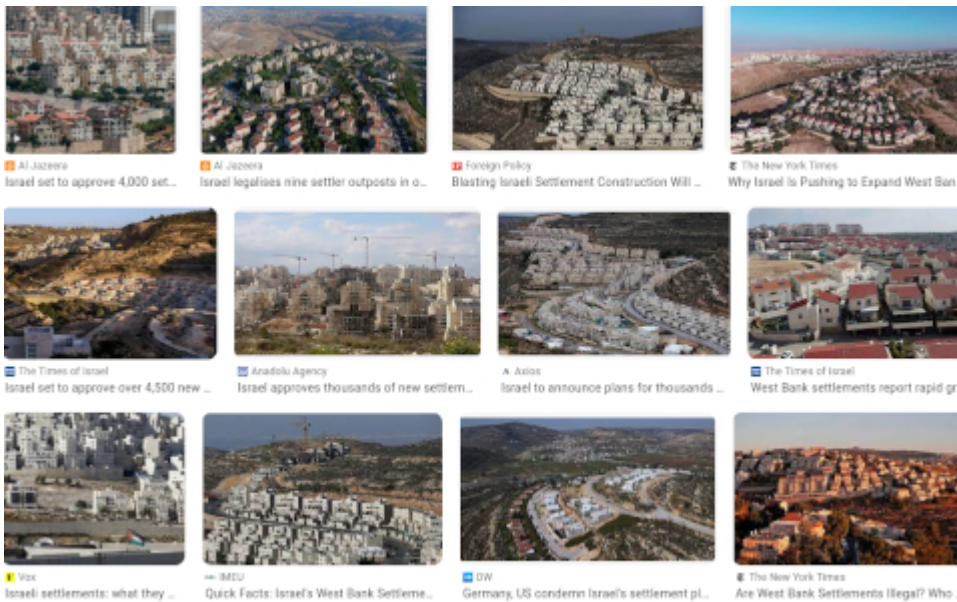 Al Jazeera
Israel set to approve 4,000 set...
Al Jazeera
Israel legalises nine settler outposts in o...
Foreign Policy
Blasting Israeli Settlement Construction Will ...
The New York Times
Why Israel Is Pushing to Expand West Ban
The Times of Israel
Israel set to approve over 4,500 new ...
Anadolu Agency
Israel approves thousands of new settlem...
Axios
Israel to announce plans for thousands ...
The Times of Israel
West Bank settlements report rapid gr
Vox
Israeli settlements: what they ...
IMEU
Quick Facts: Israel's West Bank Settleme...
DW
Germany, US condemn Israel's settlement pl...
The New York Times
Are West Bank Settlements Illegal? Who